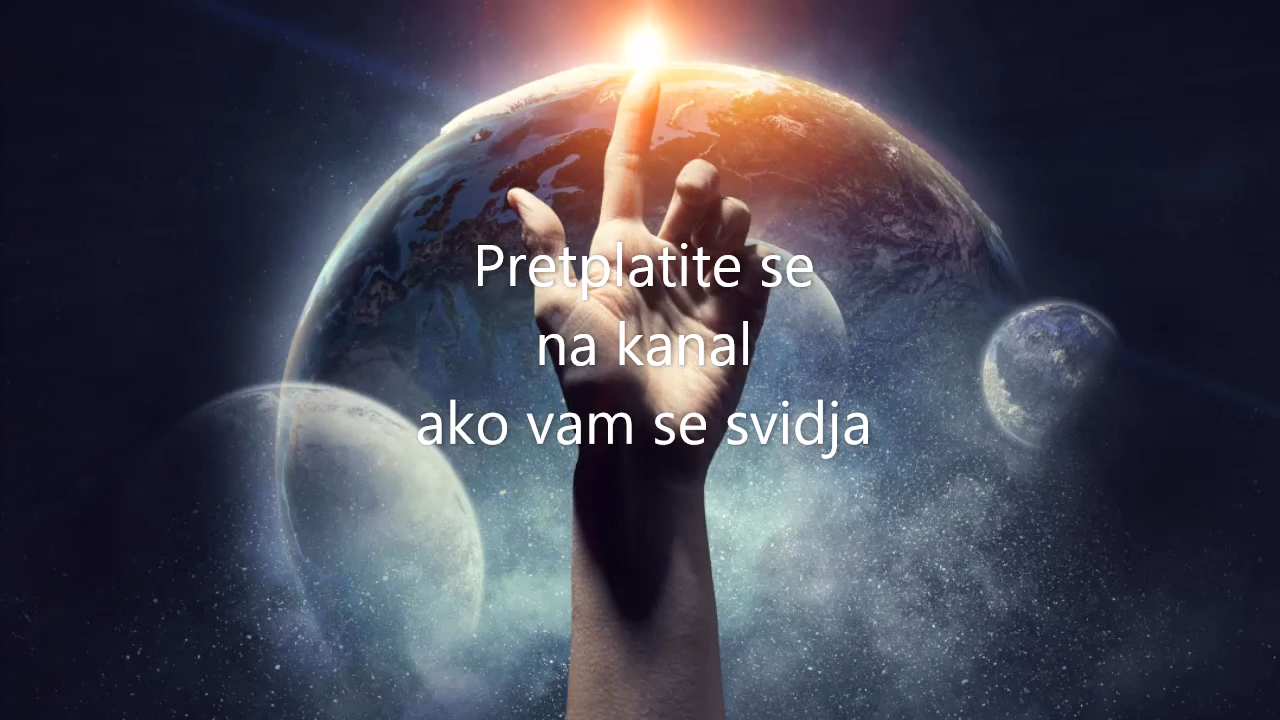 Pretplatite se
na kanal
ako vam se svidja